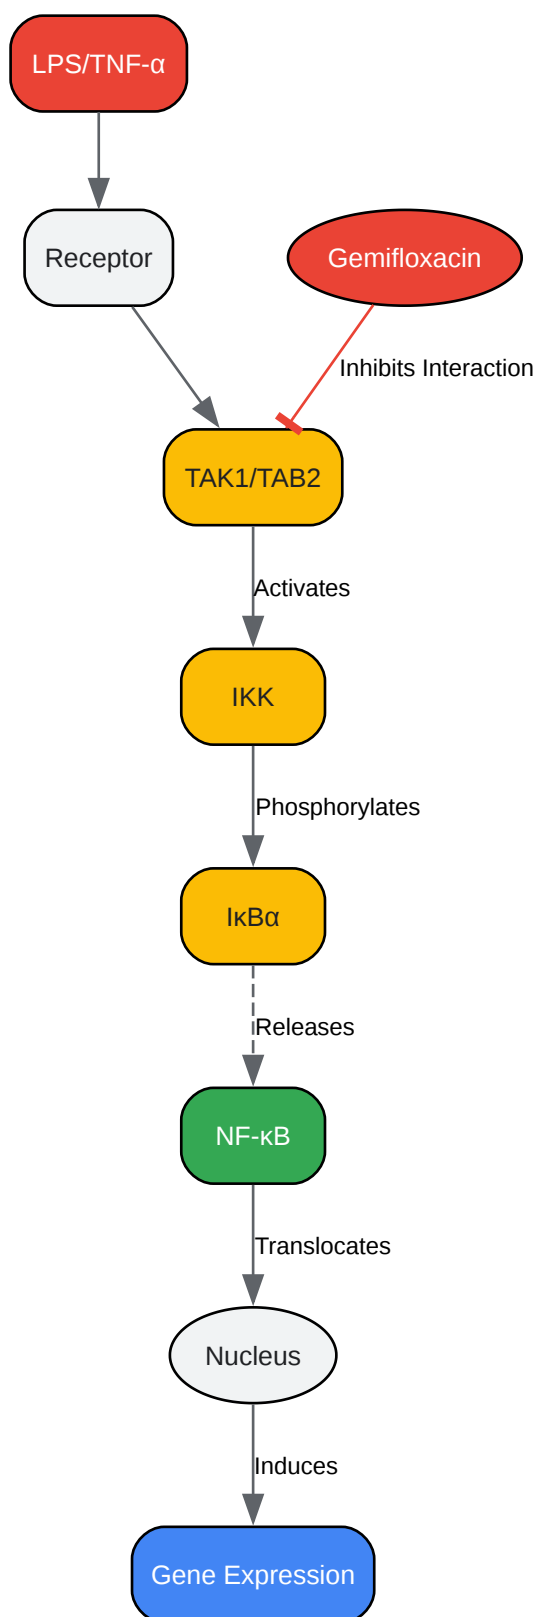 LPS/TNF-α
Receptor
Gemifloxacin
Inhibits Interaction
TAK1/TAB2
Activates
IKK
Phosphorylates
IκBα
Releases
NF-κB
Translocates
Nucleus
Induces
Gene Expression